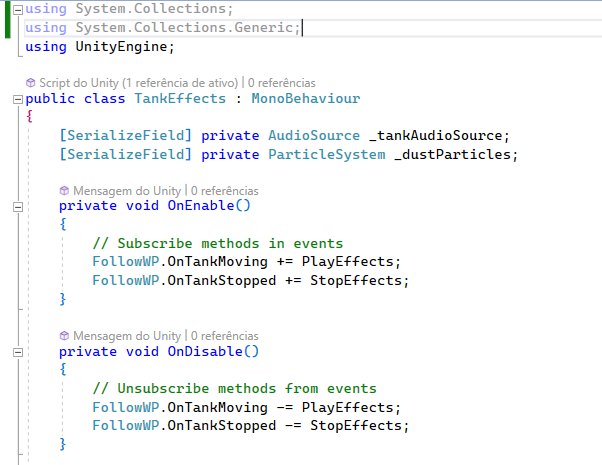 using System.Collections;
using System.Collections.Generic;
using UnityEngine;
Script do Unity (1 referência de ativo) | 0 referências
public class TankEffects : MonoBehaviour
{
[SerializeField] private AudioSource _tankAudioSource;
[SerializeField] private ParticleSystem _dustParticles;
Mensagem do Unity | 0 referências
private void OnEnable()
{
// Subscribe methods in events
FollowWP.OnTankMoving += PlayEffects;
FollowWP.OnTankStopped += StopEffects;
}
Mensagem do Unity | 0 referências
private void OnDisable()
{
// Unsubscribe methods from events
FollowWP.OnTankMoving -= PlayEffects;
FollowWP.OnTankStopped -= StopEffects;
}